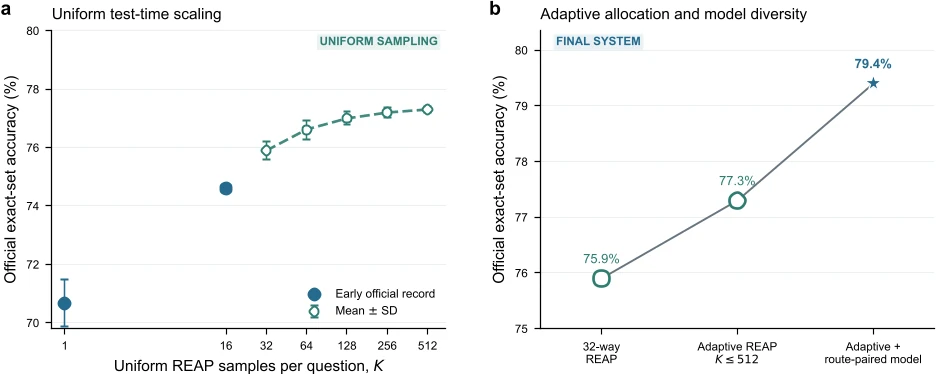 a
Uniform test-time scaling
Official exact-set accuracy (%)
80
78
76
74
72
70
UNIFORM SAMPLING
Early official record
Mean ± SD
1
16
32
64
128
256
512
Uniform REAP samples per question, K
b
Adaptive allocation and model diversity
Official exact-set accuracy (%)
80
79
78
77
76
75
FINAL SYSTEM
75.9%
77.3%
79.4%
32-way
REAP
Adaptive REAP
K ≤ 512
Adaptive +
route-paired model